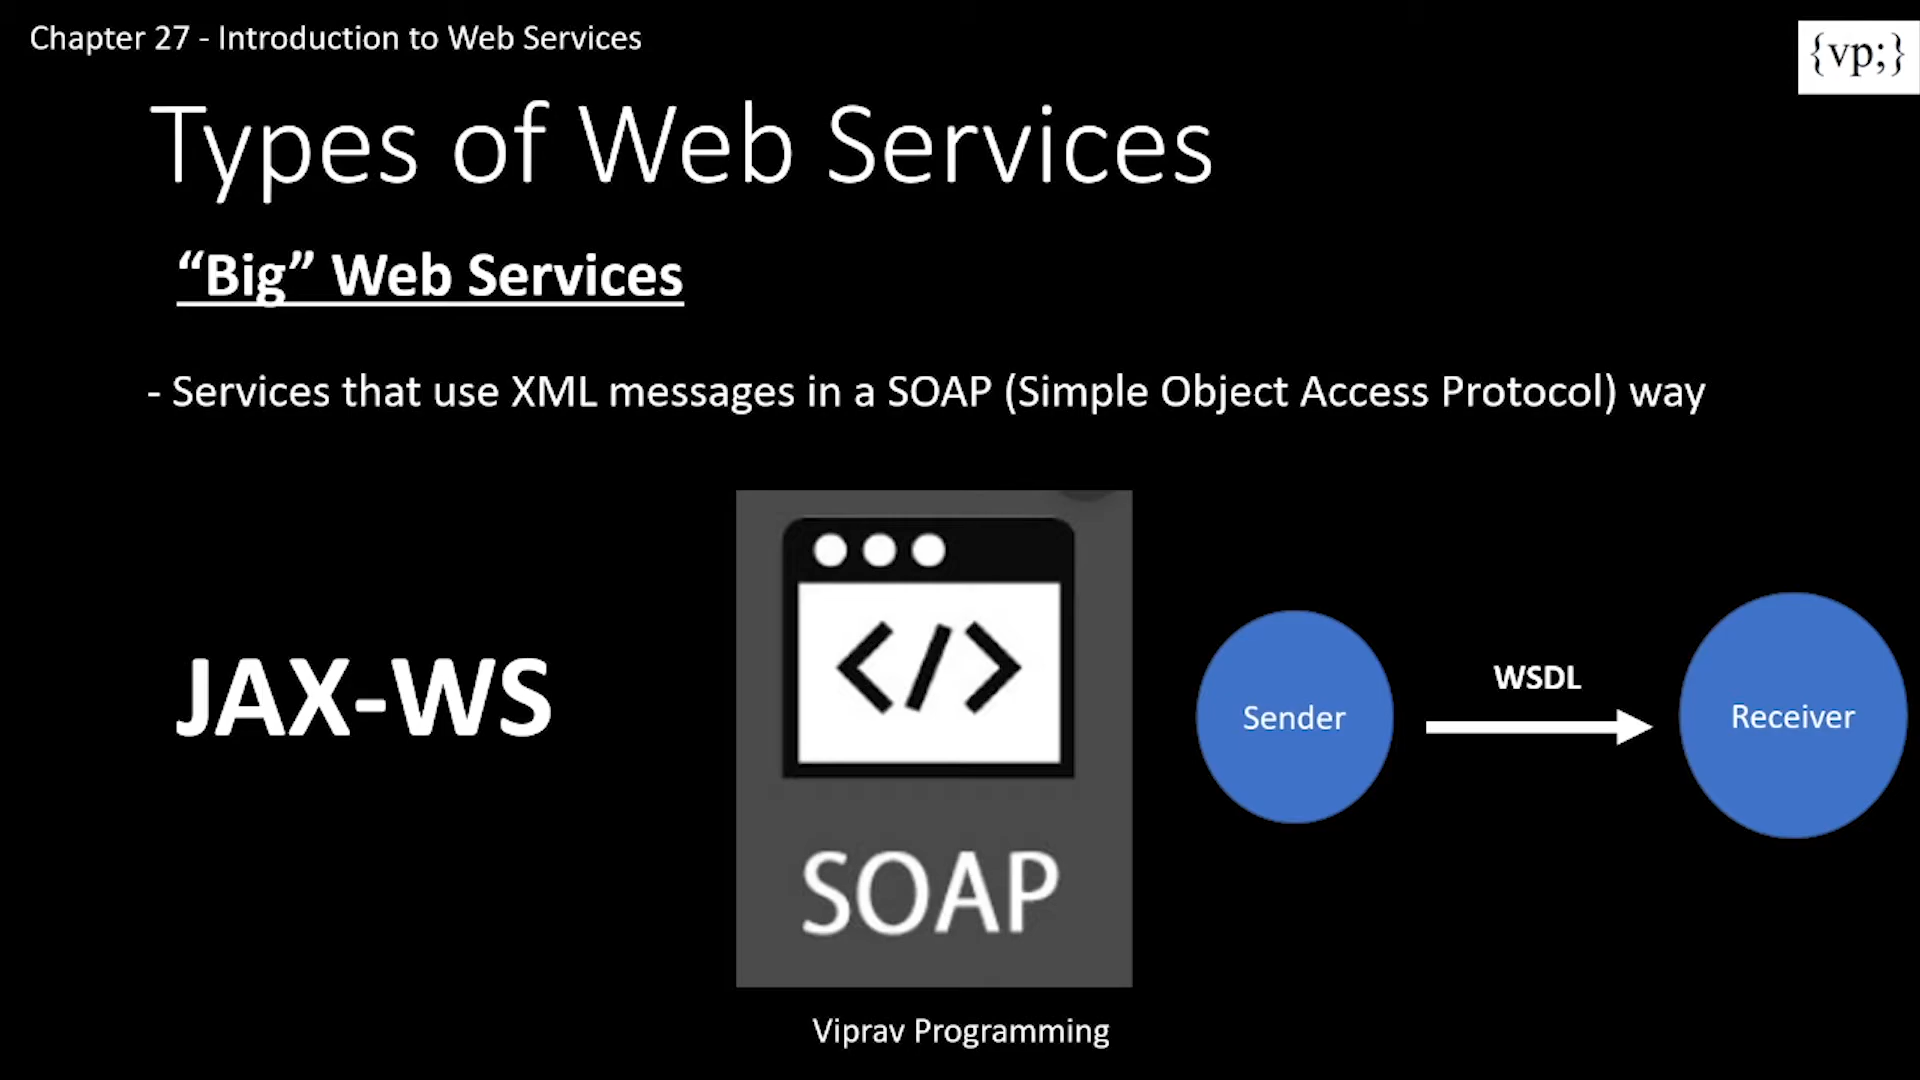 Chapter 27 - Introduction to Web Services
{vp;}
Types of Web Services
“Big” Web Services
- Services that use XML messages in a SOAP (Simple Object Access Protocol) way
JAX-WS
</>
SOAP
Sender
WSDL
Receiver
Viprav Programming